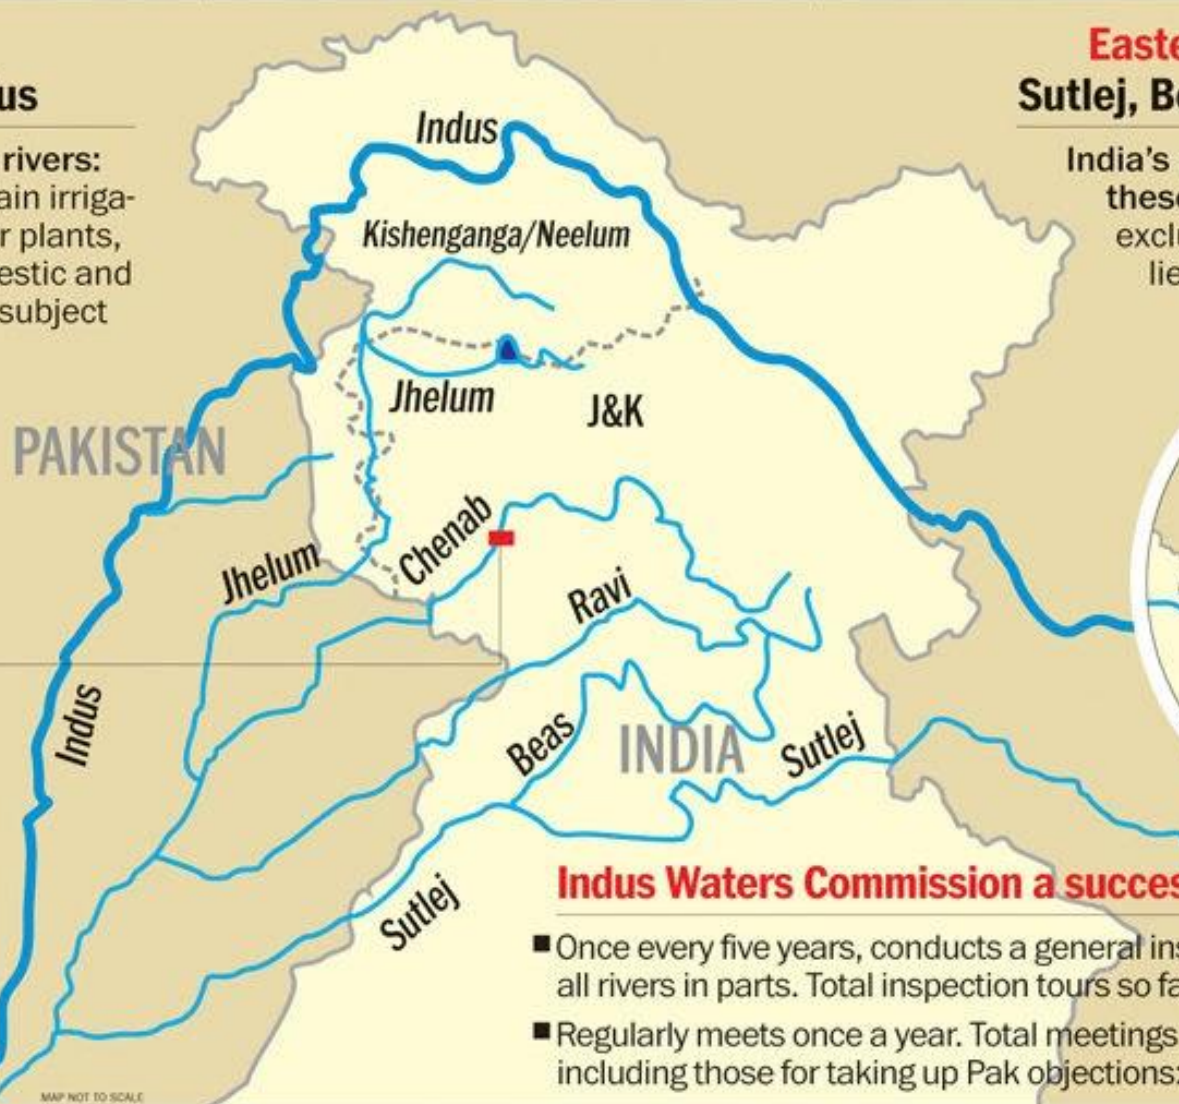 us
rivers:
ain irriga-
r plants,
estic and
subject
Easte
Sutlej, Be
India's
these
exclu
lie
Indus
Kishenganga/Neelum
Jhelum
J&K
PAKISTAN
Chenab
Jhelum
Ravi
Indus
Beas
INDIA
Sutlej
Sutlej
Indus Waters Commission a succes
Once every five years, conducts a general ins
all rivers in parts. Total inspection tours so fa
Regularly meets once a year. Total meetings
including those for taking up Pak objections:
MAP NOT TO SCALE